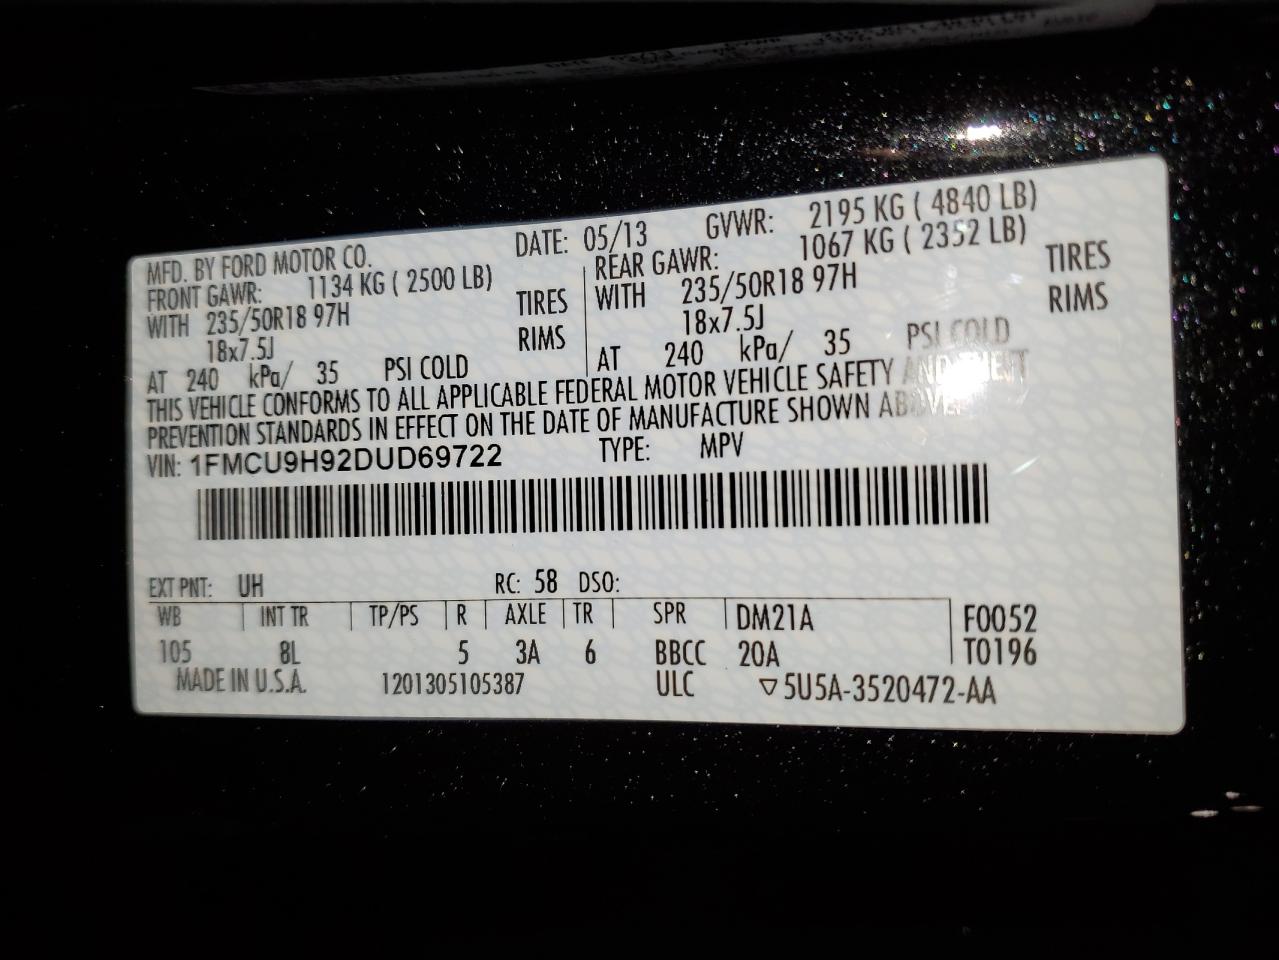 MFD. BY FORD MOTOR CO. DATE: 05/13 GVWR: 2195 KG ( 4840 LB)
FRONT GAWR: 1134 KG ( 2500 LB) REAR GAWR: 1067 KG ( 2352 LB)
WITH 235/50R18 97H TIRES WITH 235/50R18 97H TIRES
18x7.5J RIMS 18x7.5J RIMS
AT 240 kPa/ 35 PSI COLD AT 240 kPa/ 35 PSI COLD
THIS VEHICLE CONFORMS TO ALL APPLICABLE FEDERAL MOTOR VEHICLE SAFETY AND THEFT
PREVENTION STANDARDS IN EFFECT ON THE DATE OF MANUFACTURE SHOWN ABOVE.
VIN: 1FMCU9H92DUD69722 TYPE: MPV
EXT PNT: UH RC: 58 DSO:
WB INT TR TP/PS R AXLE TR SPR DM21A F0052
105 8L 5 3A 6 BBCC 20A T0196
MADE IN U.S.A. 1201305105387 ULC ▽5U5A-3520472-AA